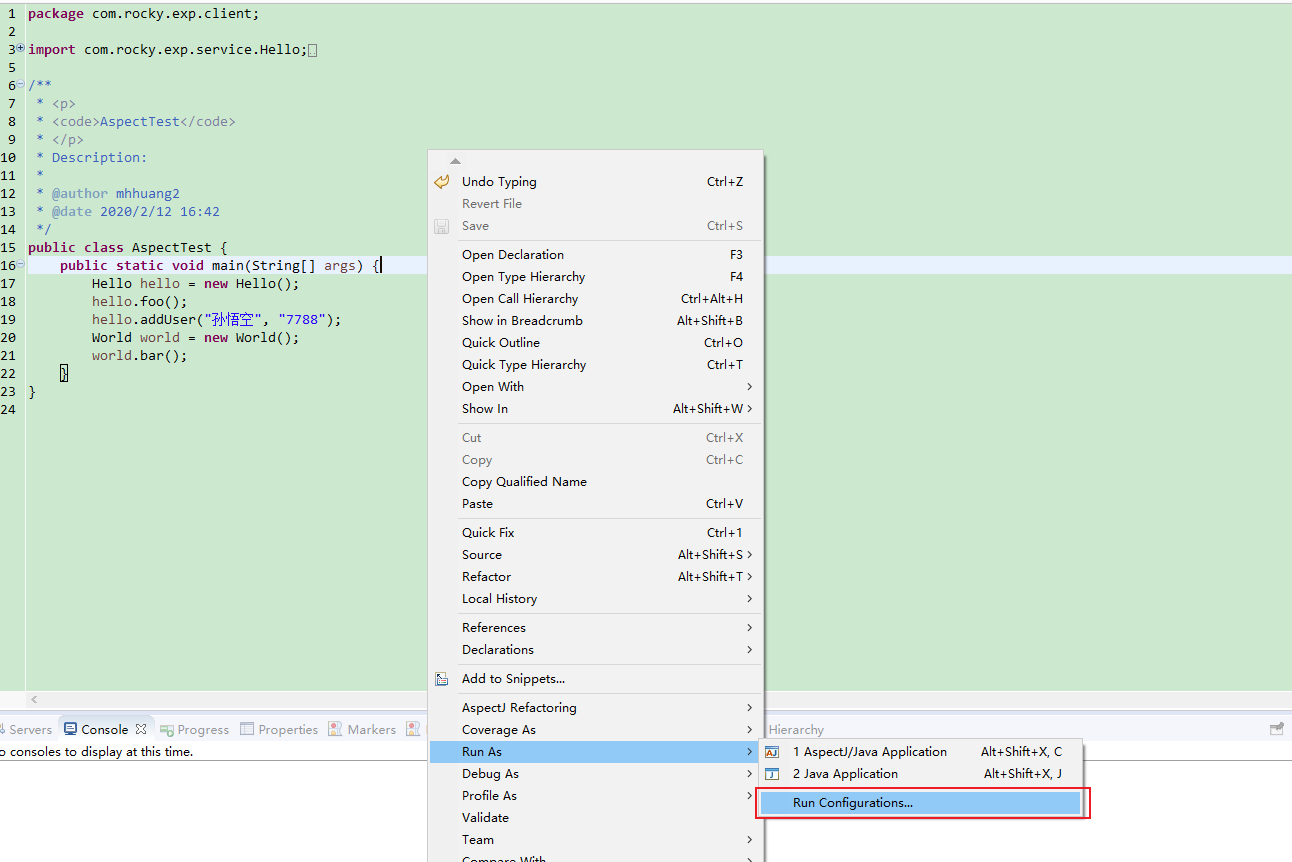 1 package com.rocky.exp.client;
2
3 import com.rocky.exp.service.Hello;
5
6 /**
7 * <p>
8 * <code>AspectTest</code>
9 * </p>
10 * Description:
11 *
12 * @author mhhuang2
13 * @date 2020/2/12 16:42
14 */
15 public class AspectTest {
16 public static void main(String[] args) {
17 Hello hello = new Hello();
18 hello.foo();
19 hello.addUser("孙悟空", "7788");
20 World world = new World();
21 world.bar();
22 }
23 }
24
Undo Typing Ctrl+Z
Revert File
Save Ctrl+S
Open Declaration F3
Open Type Hierarchy F4
Open Call Hierarchy Ctrl+Alt+H
Show in Breadcrumb Alt+Shift+B
Quick Outline Ctrl+O
Quick Type Hierarchy Ctrl+T
Open With
Show In Alt+Shift+W
Cut Ctrl+X
Copy Ctrl+C
Copy Qualified Name
Paste Ctrl+V
Quick Fix Ctrl+1
Source Alt+Shift+S
Refactor Alt+Shift+T
Local History
References
Declarations
Add to Snippets...
AspectJ Refactoring
Coverage As
Run As
Debug As
Profile As
Validate
Team
Compare With
Servers Console Progress Properties Markers Hierarchy
o consoles to display at this time.
1 AspectJ/Java Application Alt+Shift+X, C
2 Java Application Alt+Shift+X, J
Run Configurations...